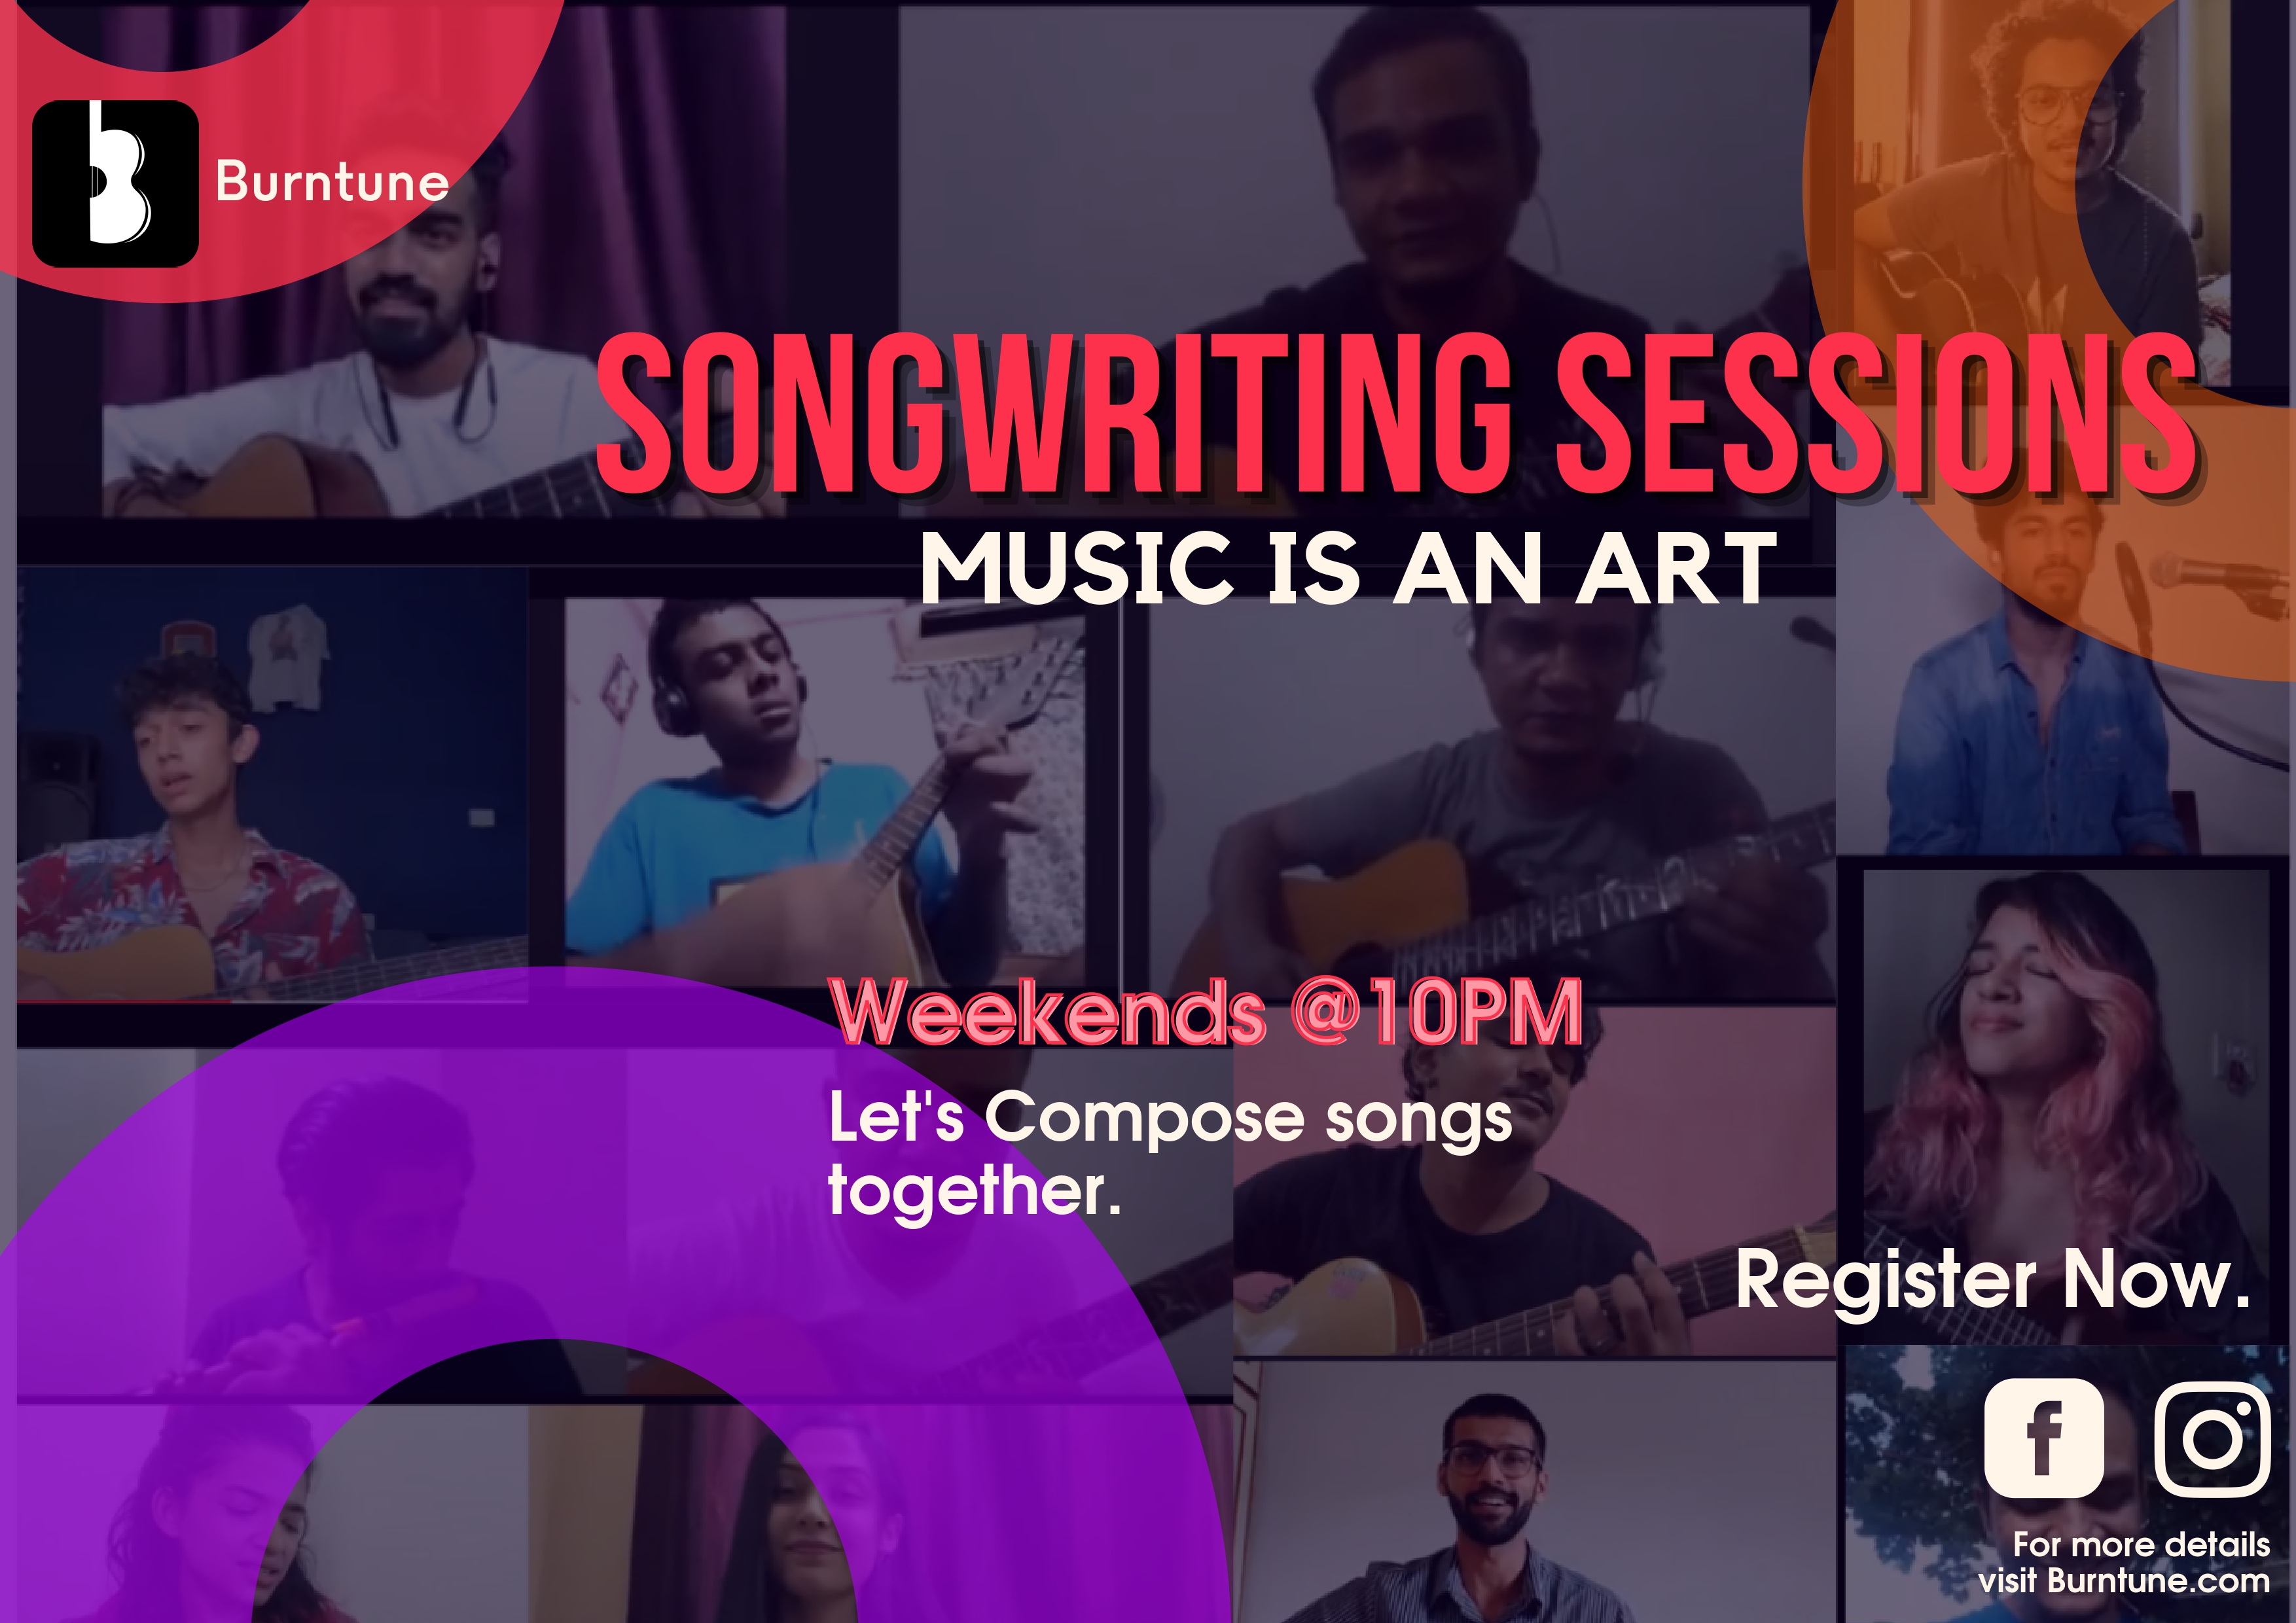 Burntune
SONGWRITING SESSIONS
MUSIC IS AN ART
Weekends @10PM
Let's Compose songs
together.
Register Now.
For more details
visit Burntune.com